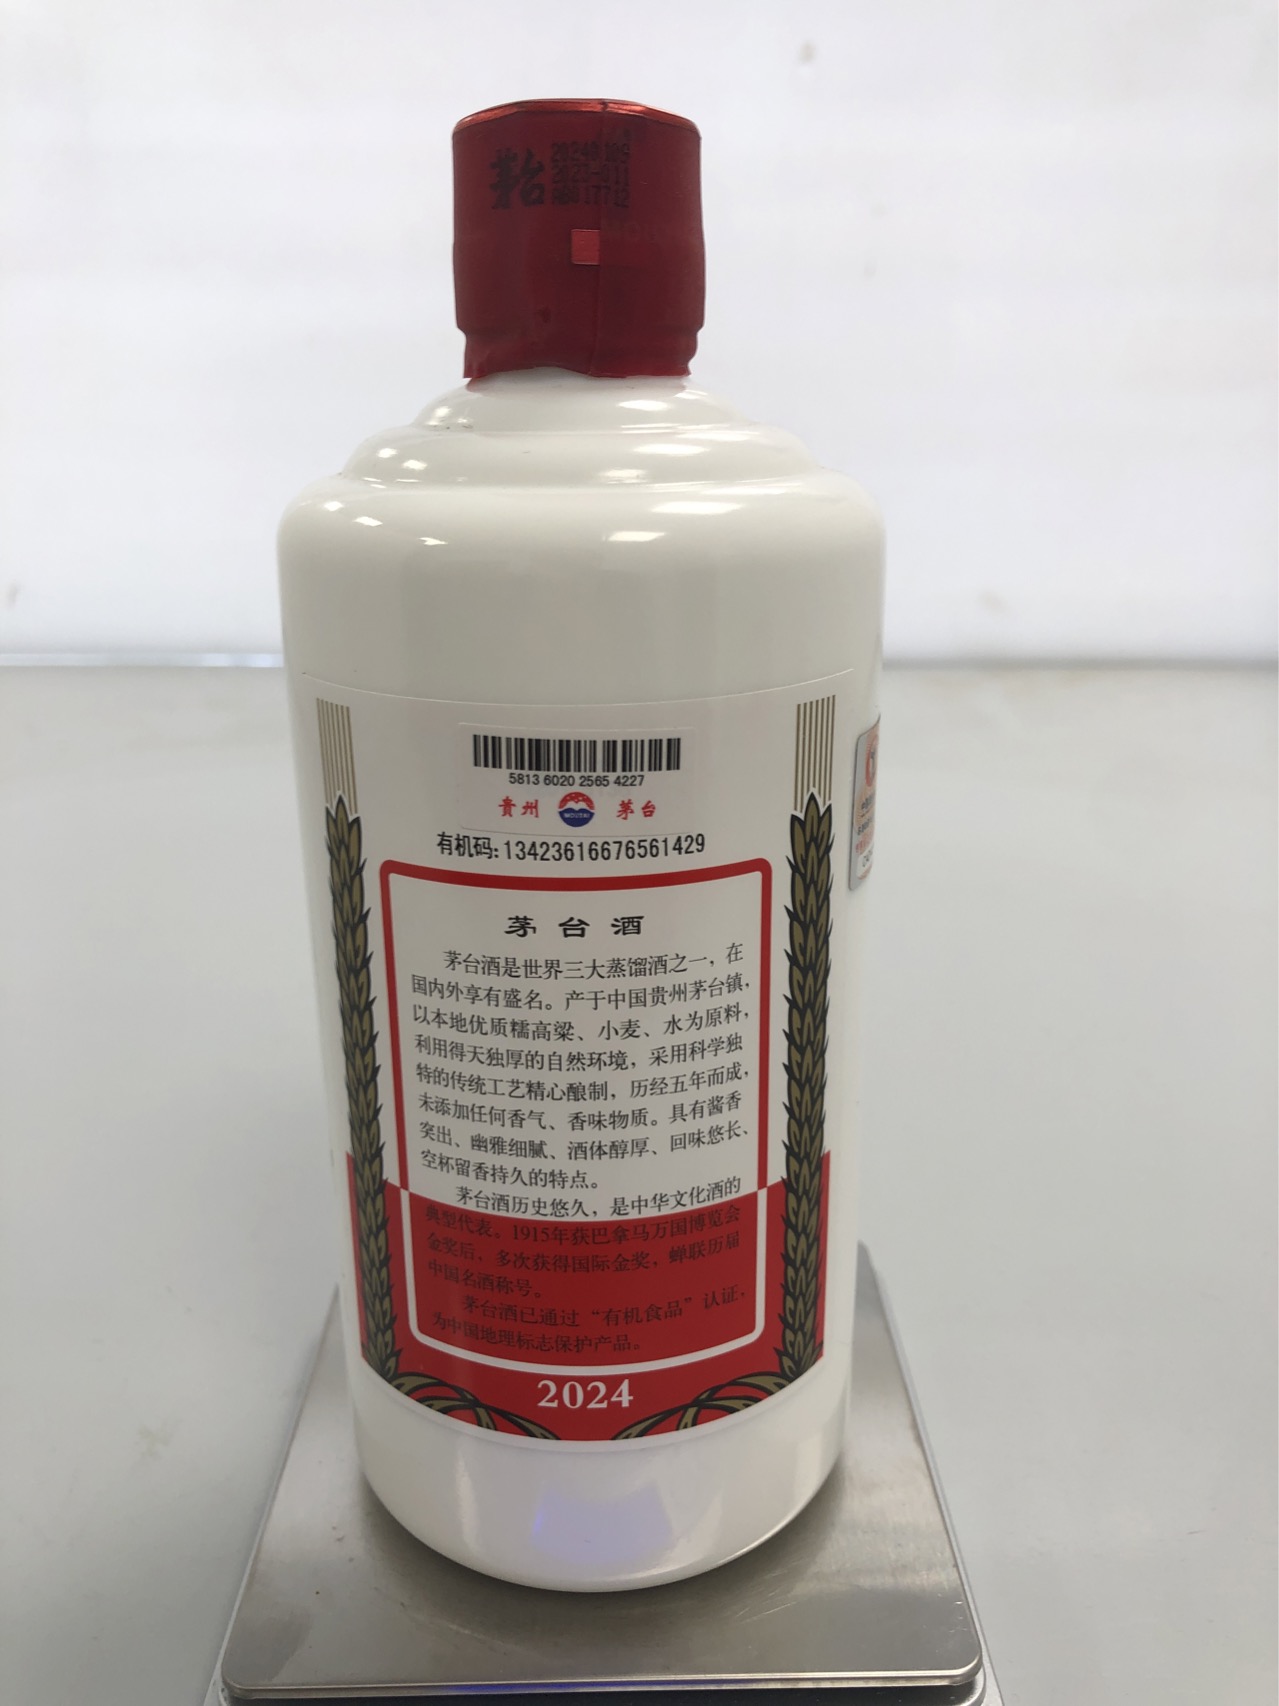 茅台
20240109
2023-011
5813 6020 2565 4227
贵州
MOUTAI
茅台
有机码:13423616676561429
茅台酒
茅台酒是世界三大蒸馏酒之一，在
国内外享有盛名。产于中国贵州茅台镇，
以本地优质糯高粱、小麦、水为原料，
利用得天独厚的自然环境，采用科学独
特的传统工艺精心酿制，历经五年而成，
未添加任何香气、香味物质。具有酱香
突出、幽雅细腻、酒体醇厚、回味悠长、
空杯留香持久的特点。
茅台酒历史悠久，是中华文化酒的
典型代表。1915年获巴拿马万国博览会
金奖后，多次获得国际金奖，蝉联历届
中国名酒称号。
茅台酒已通过“有机食品”认证，
为中国地理标志保护产品。
2024